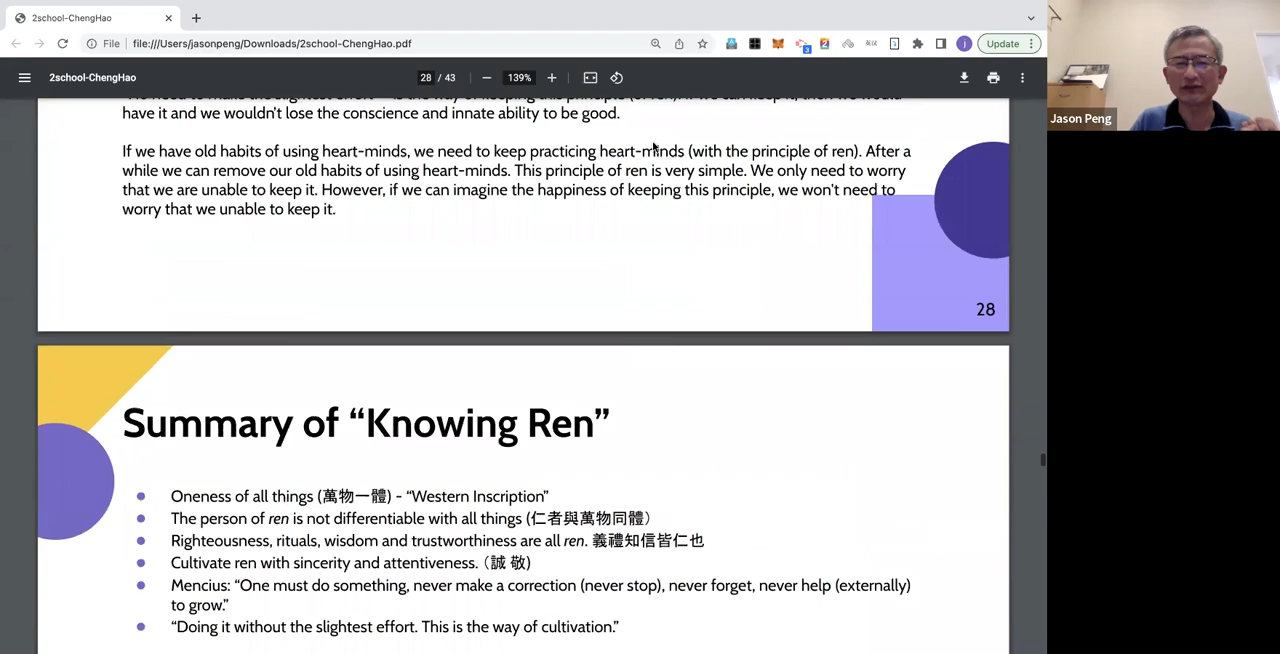 2school-ChengHao
File
file:///Users/jasonpeng/Downloads/2school-ChengHao.pdf
Update
2school-ChengHao
28 / 43
139%
Jason Peng
have it and we wouldn't lose the conscience and innate ability to be good.
If we have old habits of using heart-minds, we need to keep practicing heart-minds (with the principle of ren). After a
while we can remove our old habits of using heart-minds. This principle of ren is very simple. We only need to worry
that we are unable to keep it. However, if we can imagine the happiness of keeping this principle, we won't need to
worry that we unable to keep it.
28
Summary of “Knowing Ren”
Oneness of all things (萬物一體) - “Western Inscription”
The person of ren is not differentiable with all things (仁者與萬物同體）
Righteousness, rituals, wisdom and trustworthiness are all ren. 義禮知信皆仁也
Cultivate ren with sincerity and attentiveness. （誠 敬)
Mencius: “One must do something, never make a correction (never stop), never forget, never help (externally)
to grow.”
“Doing it without the slightest effort. This is the way of cultivation.”